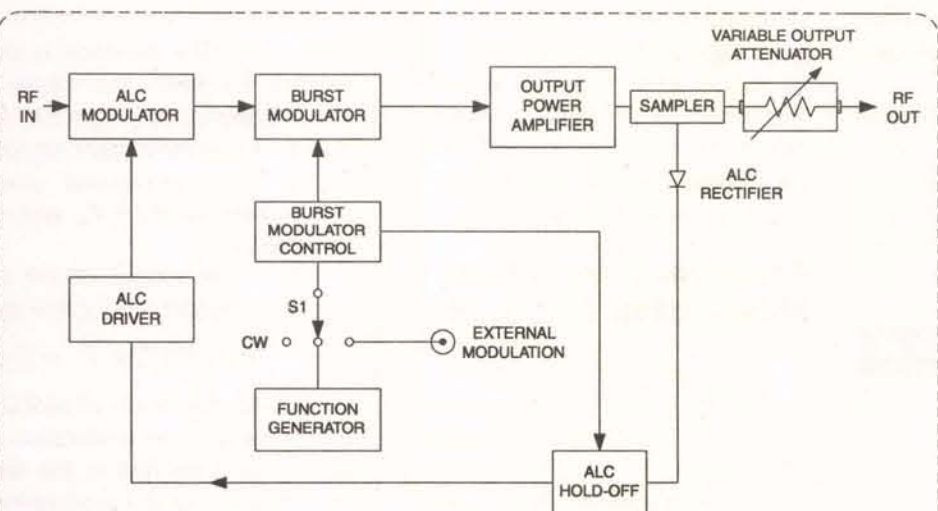 VARIABLE OUTPUT
ATTENUATOR
RF
IN
ALC
MODULATOR
BURST
MODULATOR
OUTPUT
POWER
AMPLIFIER
SAMPLER
RF
OUT
ALC
RECTIFIER
BURST
MODULATOR
CONTROL
ALC
DRIVER
S1
CW
EXTERNAL
MODULATION
FUNCTION
GENERATOR
ALC
HOLD-OFF